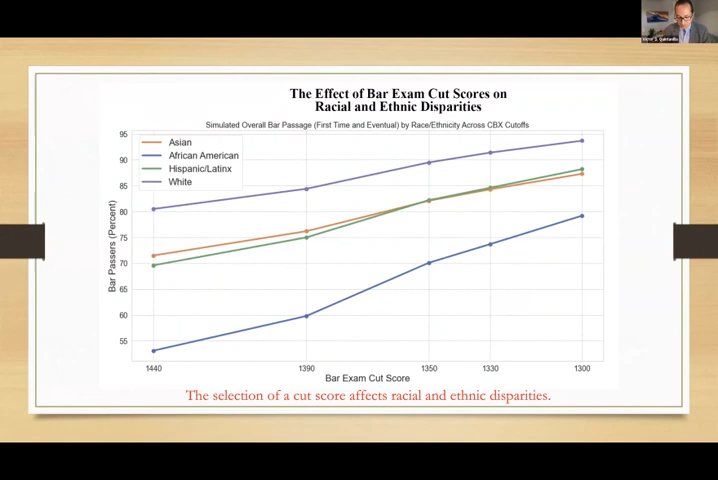 The Effect of Bar Exam Cut Scores on
Racial and Ethnic Disparities
Simulated Overall Bar Passage (First Time and Eventual) by Race/Ethnicity Across CBX Cutoffs
Asian
African American
Hispanic/Latinx
White
Bar Passers (Percent)
95
90
85
80
75
70
65
60
55
1440
1390
1350
1330
1300
Bar Exam Cut Score
The selection of a cut score affects racial and ethnic disparities.
Victor D. Quintanilla